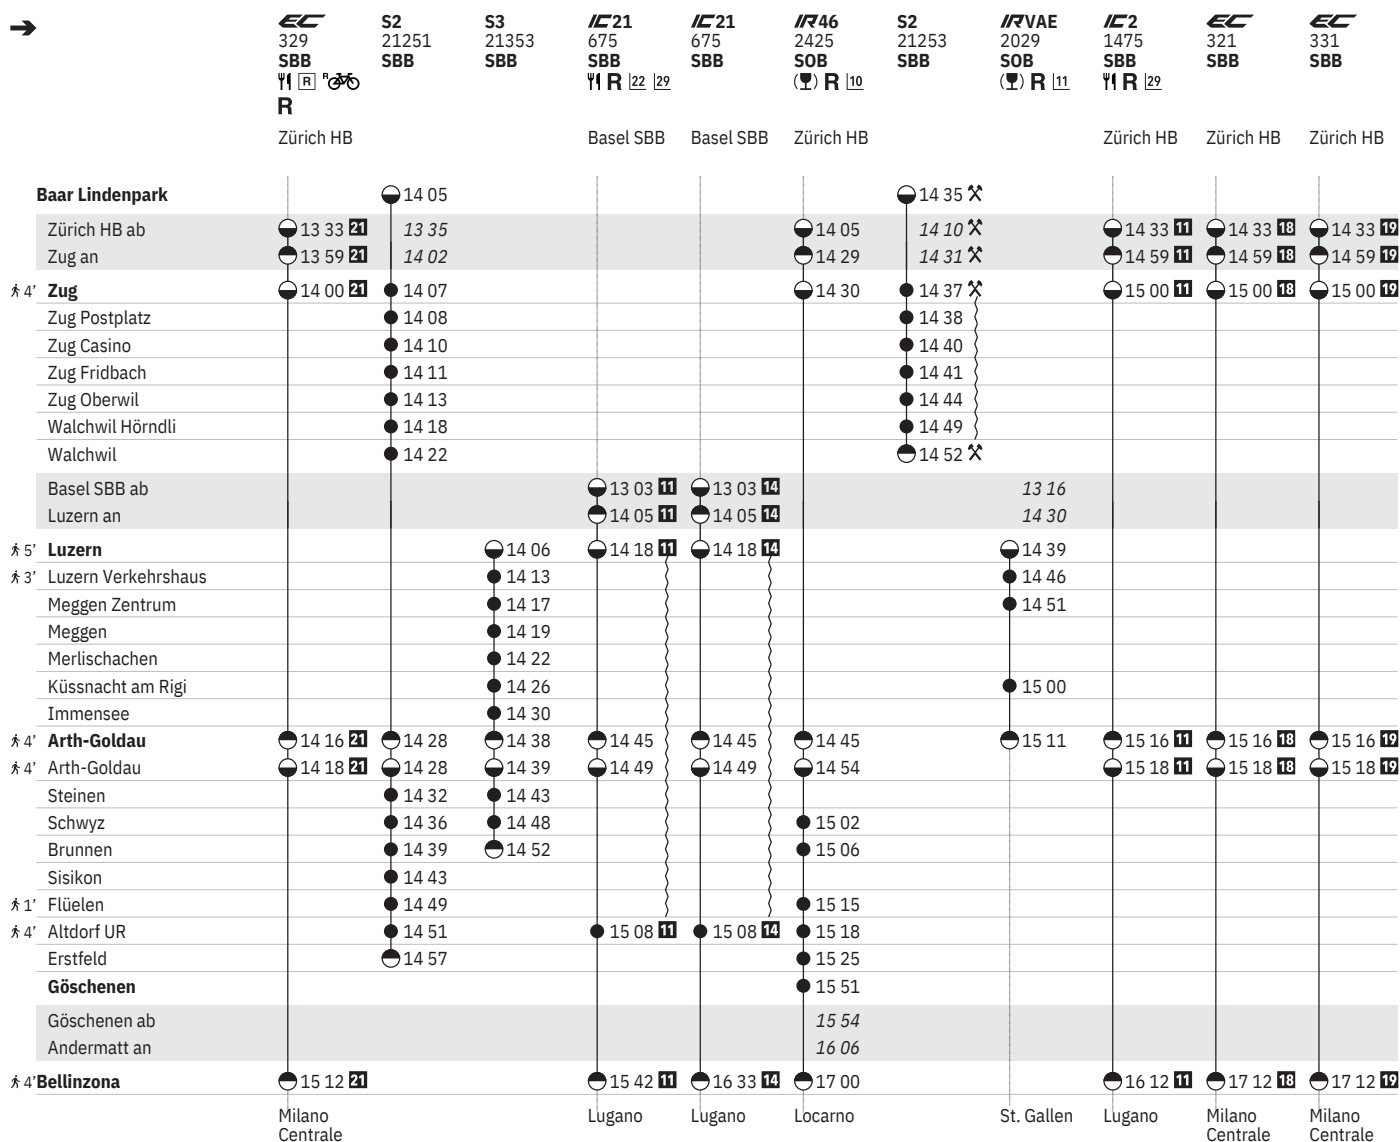 EC S2 S3 IC21 IC21 IR46 S2 IRVAE IC2 EC EC
329 21251 21353 675 675 2425 21253 2029 1475 321 331
SBB SBB SBB SBB SBB SOB SBB SOB SBB SBB SBB
R R R 22 29 R 10 R 11 R 29
R
Zürich HB Basel SBB Basel SBB Zürich HB Zürich HB Zürich HB Zürich HB
Baar Lindenpark 14 05 14 35
Zürich HB ab 13 33 21 13 35 14 05 14 10 14 33 11 14 33 18 14 33 19
Zug an 13 59 21 14 02 14 29 14 31 14 59 11 14 59 18 14 59 19
4' Zug 14 00 21 14 07 14 30 14 37 15 00 11 15 00 18 15 00 19
Zug Postplatz 14 08 14 38
Zug Casino 14 10 14 40
Zug Fridbach 14 11 14 41
Zug Oberwil 14 13 14 44
Walchwil Hörndli 14 18 14 49
Walchwil 14 22 14 52
Basel SBB ab 13 03 11 13 03 14 13 16
Luzern an 14 05 11 14 05 14 14 30
5' Luzern 14 06 14 18 11 14 18 14 14 39
3' Luzern Verkehrshaus 14 13 14 46
Meggen Zentrum 14 17 14 51
Meggen 14 19
Merlischachen 14 22
Küssnacht am Rigi 14 26 15 00
Immensee 14 30
4' Arth-Goldau 14 16 21 14 28 14 38 14 45 14 45 14 45 15 11 15 16 11 15 16 18 15 16 19
4' Arth-Goldau 14 18 21 14 28 14 39 14 49 14 49 14 54 15 18 11 15 18 18 15 18 19
Steinen 14 32 14 43
Schwyz 14 36 14 48 15 02
Brunnen 14 39 14 52 15 06
Sisikon 14 43
1' Flüelen 14 49 15 15
4' Altdorf UR 14 51 15 08 11 15 08 14 15 18
Erstfeld 14 57 15 25
Göschenen 15 51
Göschenen ab 15 54
Andermatt an 16 06
4' Bellinzona 15 12 21 15 42 11 16 33 14 17 00 16 12 11 17 12 18 17 12 19
Milano Lugano Lugano Locarno St. Gallen Lugano Milano Milano
Centrale Centrale Centrale